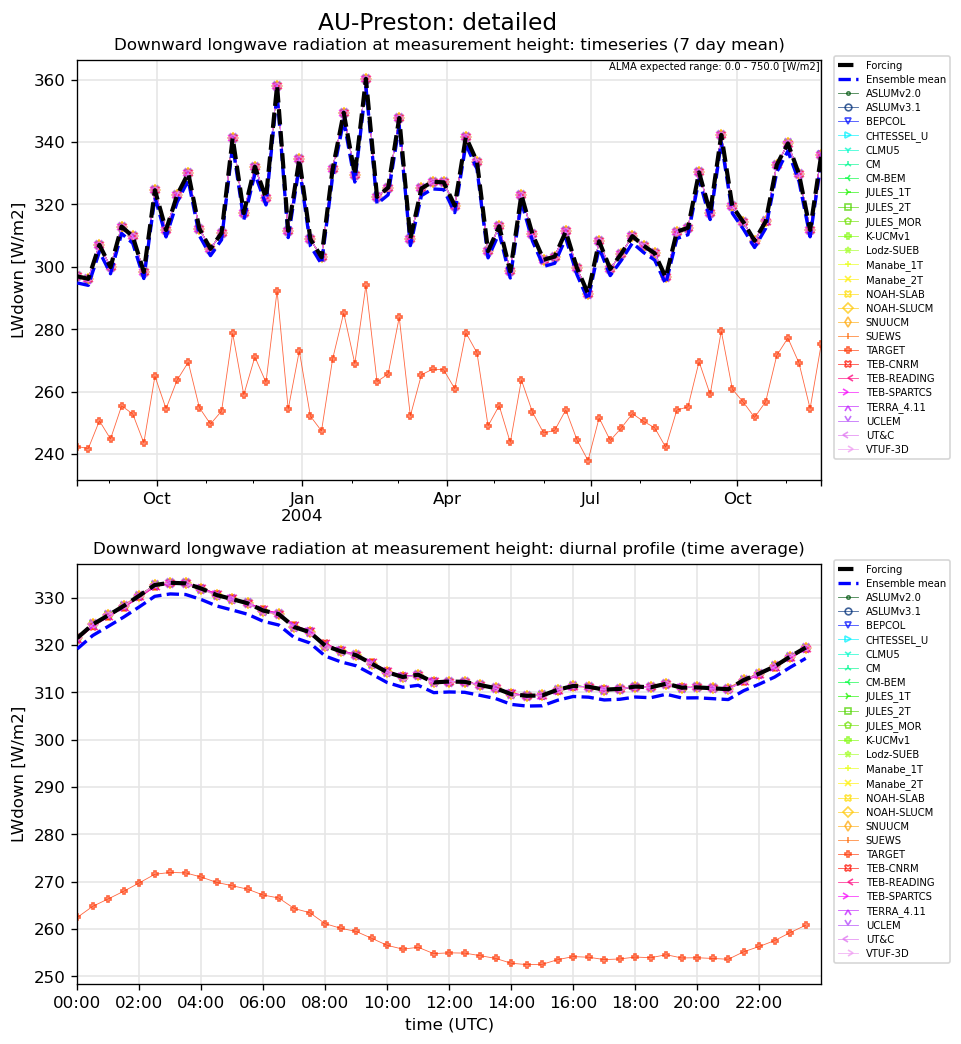 AU-Preston: detailed
Downward longwave radiation at measurement height: timeseries (7 day mean)
ALMA expected range: 0.0 - 750.0 [W/m2]
LWdown [W/m2]
360
340
320
300
280
260
240
Oct
Jan
2004
Apr
Jul
Oct
Forcing
Ensemble mean
ASLUMv2.0
ASLUMv3.1
BEPCOL
CHTESSEL_U
CLMU5
CM
CM-BEM
JULES_1T
JULES_2T
JULES_MOR
K-UCMv1
Lodz-SUEB
Manabe_1T
Manabe_2T
NOAH-SLAB
NOAH-SLUCM
SNUUCM
SUEWS
TARGET
TEB-CNRM
TEB-READING
TEB-SPARTCS
TERRA_4.11
UCLEM
UT&C
VTUF-3D
Downward longwave radiation at measurement height: diurnal profile (time average)
LWdown [W/m2]
330
320
310
300
290
280
270
260
250
00:00
02:00
04:00
06:00
08:00
10:00
12:00
14:00
16:00
18:00
20:00
22:00
time (UTC)
Forcing
Ensemble mean
ASLUMv2.0
ASLUMv3.1
BEPCOL
CHTESSEL_U
CLMU5
CM
CM-BEM
JULES_1T
JULES_2T
JULES_MOR
K-UCMv1
Lodz-SUEB
Manabe_1T
Manabe_2T
NOAH-SLAB
NOAH-SLUCM
SNUUCM
SUEWS
TARGET
TEB-CNRM
TEB-READING
TEB-SPARTCS
TERRA_4.11
UCLEM
UT&C
VTUF-3D